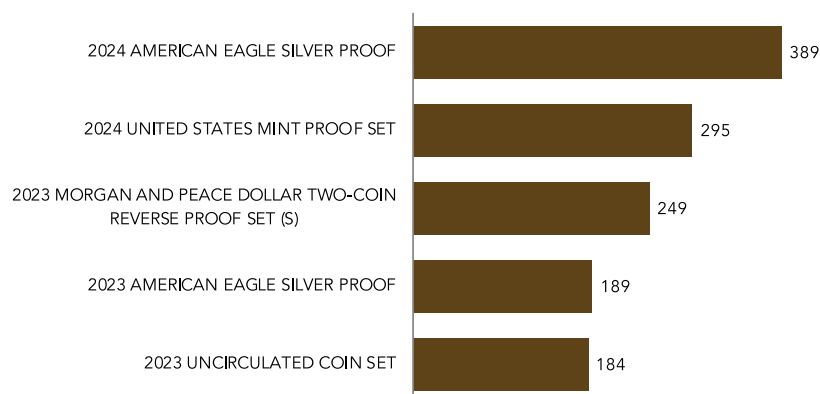 2024 AMERICAN EAGLE SILVER PROOF
389
2024 UNITED STATES MINT PROOF SET
295
2023 MORGAN AND PEACE DOLLAR TWO-COIN
REVERSE PROOF SET (S)
249
2023 AMERICAN EAGLE SILVER PROOF
189
2023 UNCIRCULATED COIN SET
184